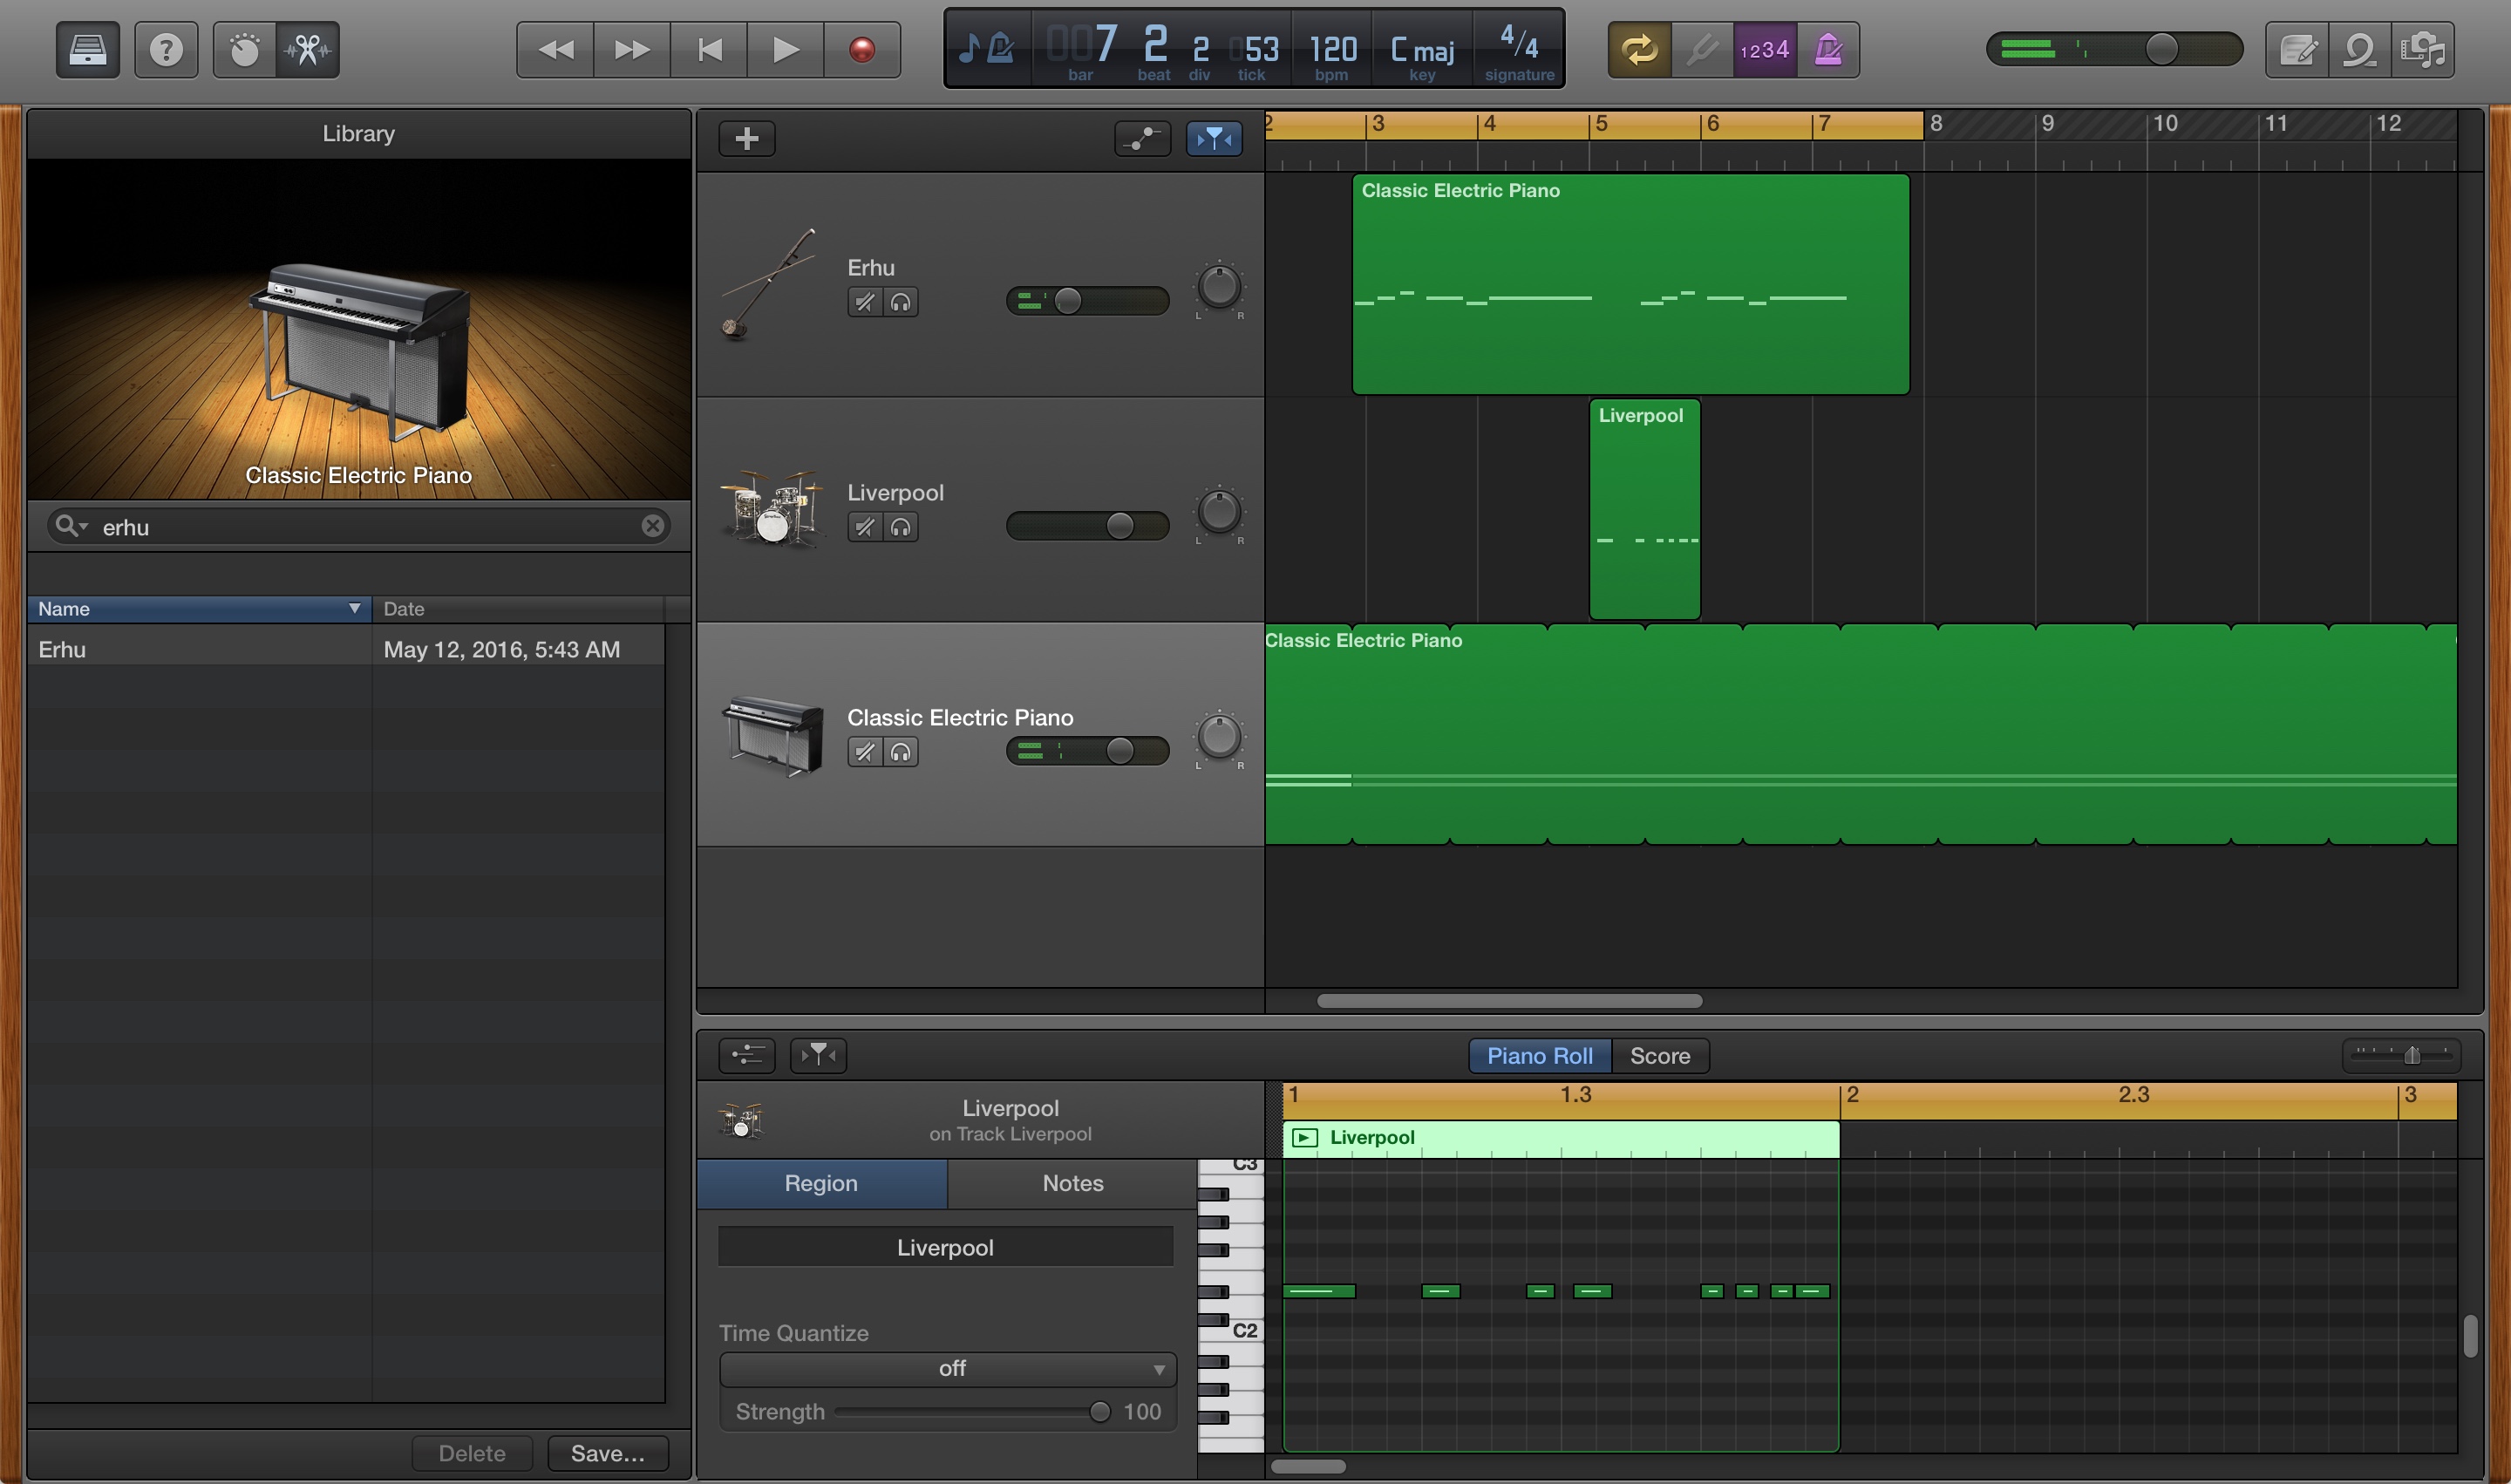 007 2 2 053 120 C maj 4/4
bar beat div tick bpm key signature
1234
Library
Classic Electric Piano
erhu
Name Date
Erhu May 12, 2016, 5:43 AM
Delete Save...
2 3 4 5 6 7 8 9 10 11 12
Erhu
L R
Classic Electric Piano
Liverpool
L R
Liverpool
Classic Electric Piano
L R
Classic Electric Piano
Piano Roll Score
Liverpool
on Track Liverpool
1 1.3 2 2.3 3
Liverpool
Region Notes
Liverpool
Time Quantize
off
Strength 100
C3
C2